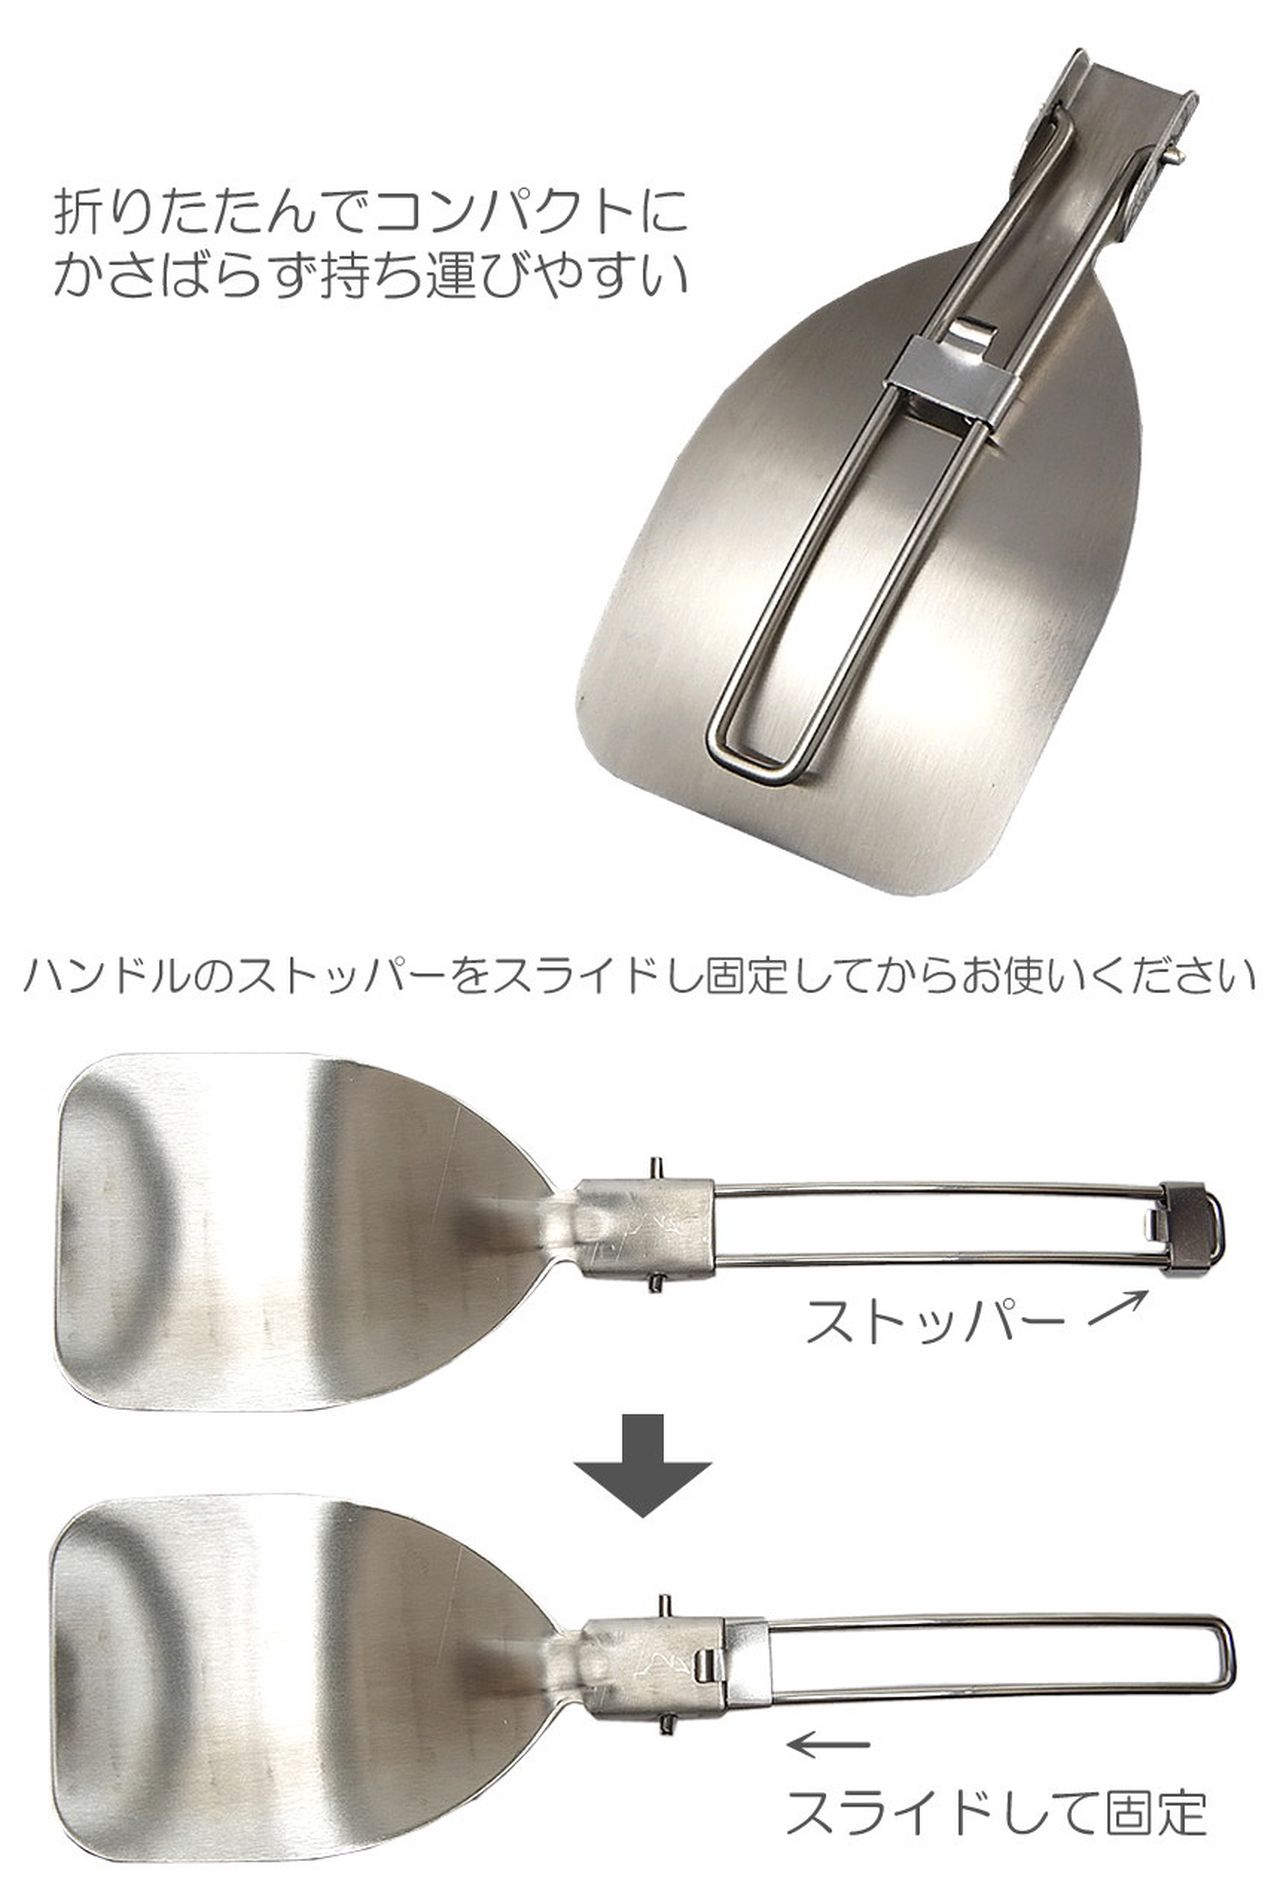 折りたたんでコンパクトに
かさばらず持ち運びやすい
ハンドルのストッパーをスライドし固定してからお使いください
ストッパー
スライドして固定